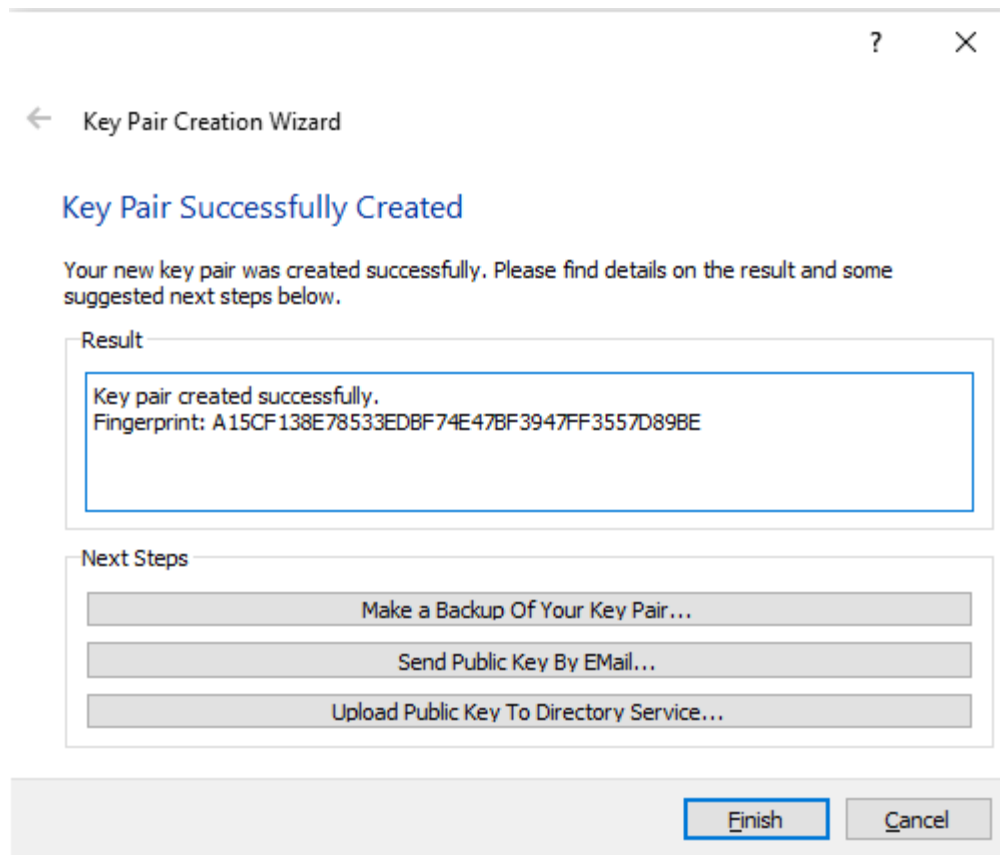 ?
Key Pair Creation Wizard
Key Pair Successfully Created
Your new key pair was created successfully. Please find details on the result and some
suggested next steps below.
Result
Key pair created successfully.
Fingerprint: A15CF138E78533EDBF74E47BF3947FF3557D89BE
Next Steps
Make a Backup Of Your Key Pair...
Send Public Key By EMail...
Upload Public Key To Directory Service...
Finish Cancel